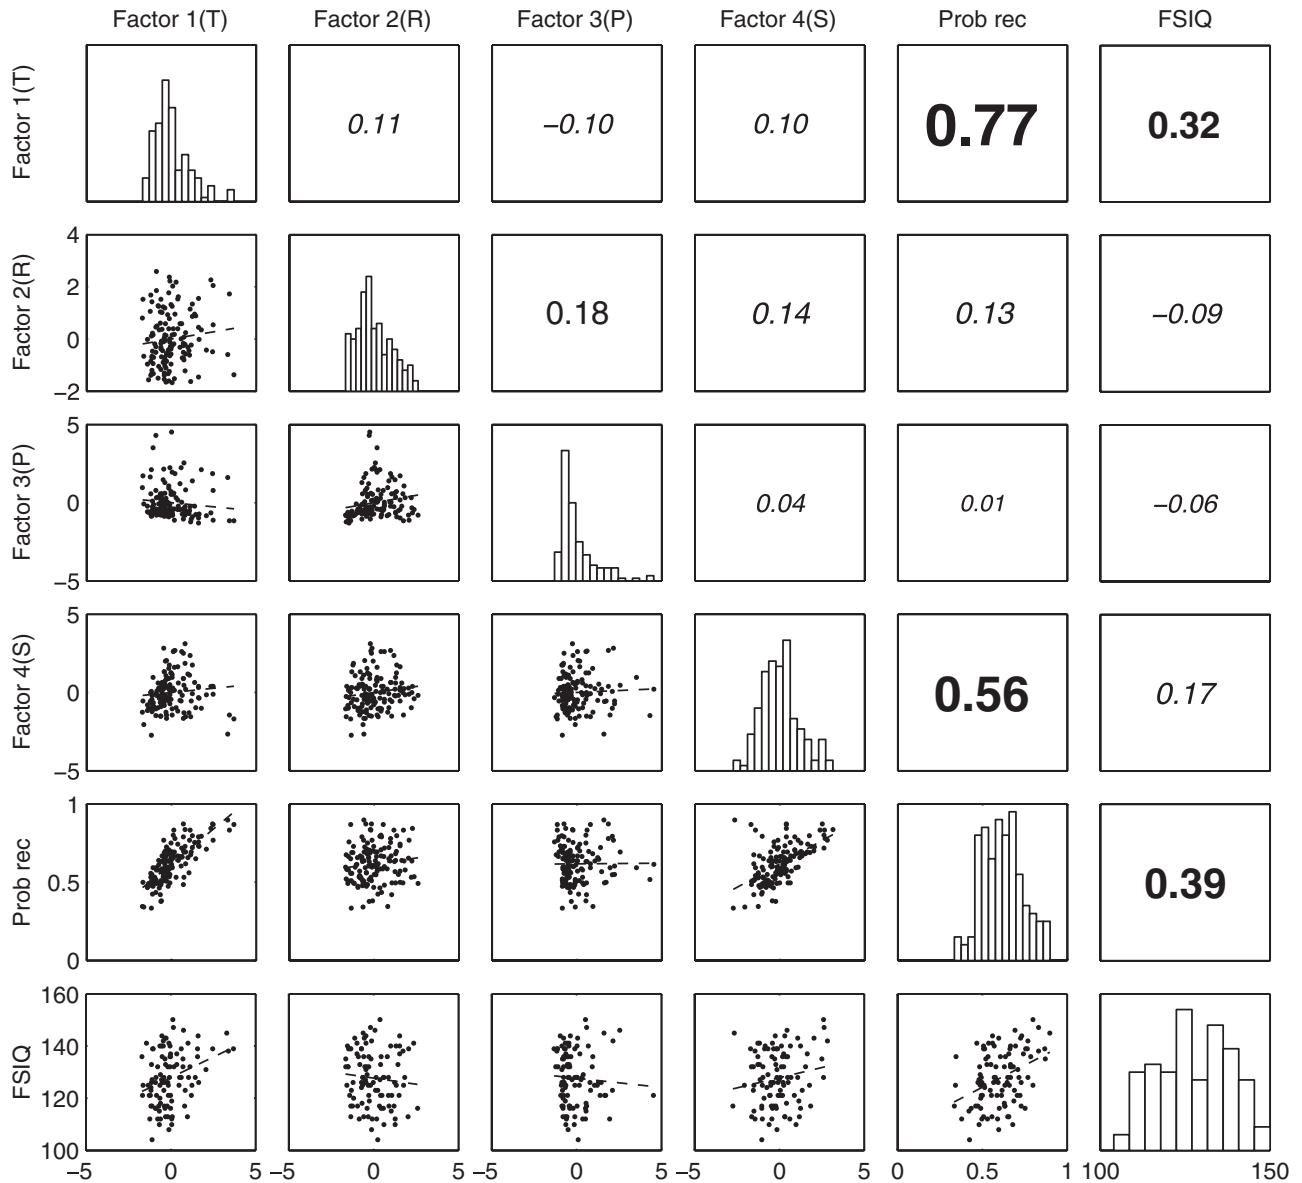 Factor 1(T) Factor 2(R) Factor 3(P) Factor 4(S) Prob rec FSIQ
Factor 1(T)
0.11 −0.10 0.10 0.77 0.32
Factor 2(R)
4
2
0
−2
0.18 0.14 0.13 −0.09
Factor 3(P)
5
0
−5
0.04 0.01 −0.06
Factor 4(S)
5
0
−5
0.56 0.17
Prob rec
1
0.5
0
0.39
FSIQ
160
140
120
100
−5 0 5 0 5 −5 0 5 −5 0 5 0 0.5 1 100 150